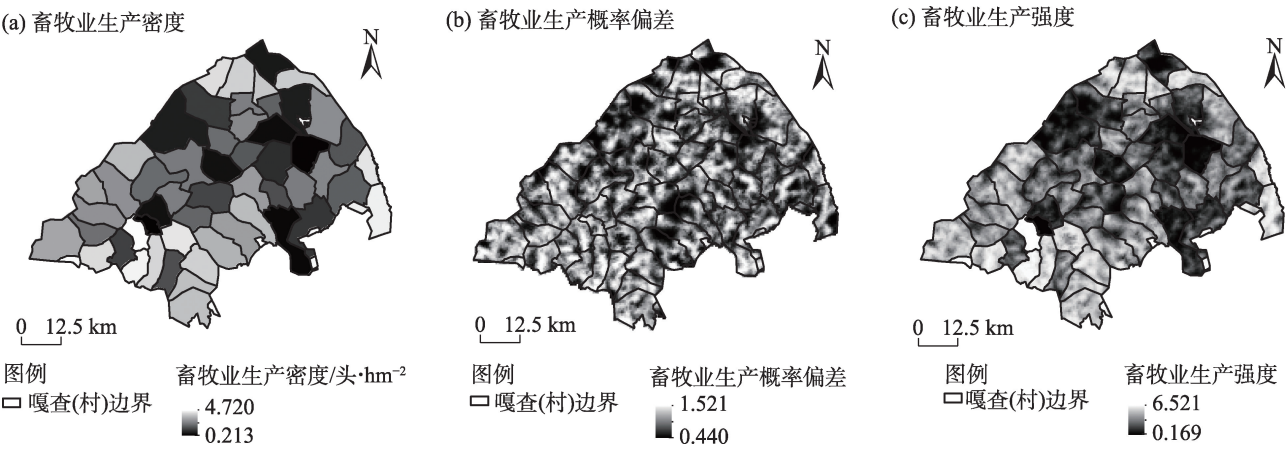 (a) 畜牧业生产密度
N
0 12.5 km
图例
嘎查(村)边界
畜牧业生产密度/头·hm⁻²
4.720
0.213
(b) 畜牧业生产概率偏差
N
0 12.5 km
图例
嘎查(村)边界
畜牧业生产概率偏差
1.521
0.440
(c) 畜牧业生产强度
N
0 12.5 km
图例
嘎查(村)边界
畜牧业生产强度
6.521
0.169